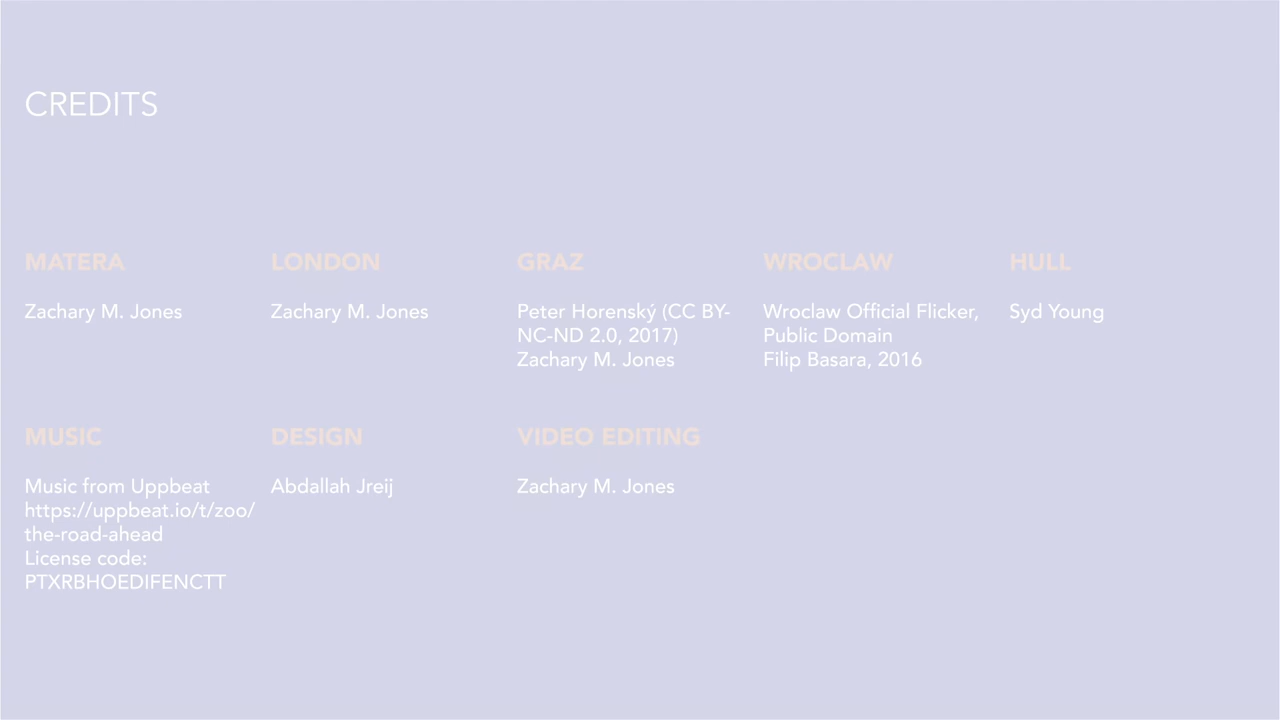 CREDITS
MATERA
Zachary M. Jones
LONDON
Zachary M. Jones
GRAZ
Peter Horenský (CC BY-
NC-ND 2.0, 2017)
Zachary M. Jones
WROCLAW
Wroclaw Official Flicker,
Public Domain
Filip Basara, 2016
HULL
Syd Young
MUSIC
Music from Uppbeat
https://uppbeat.io/t/zoo/
the-road-ahead
License code:
PTXRBHOEDIFENCTT
DESIGN
Abdallah Jreij
VIDEO EDITING
Zachary M. Jones